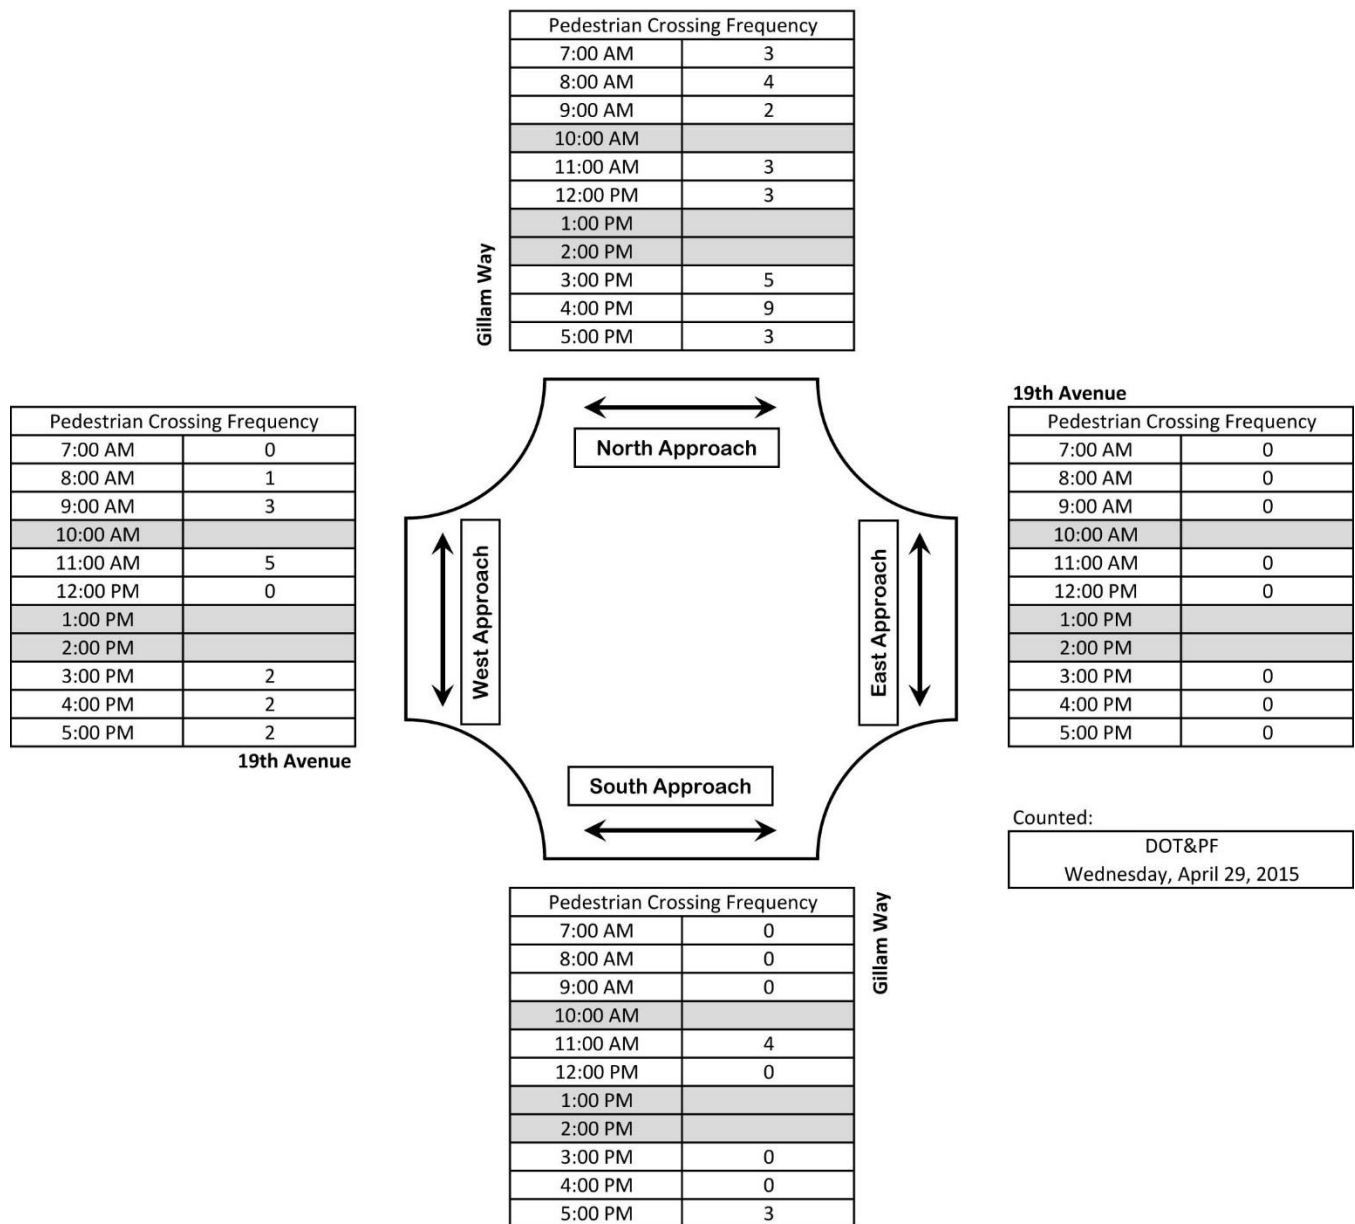 Pedestrian Crossing Frequency
7:00 AM 3
8:00 AM 4
9:00 AM 2
10:00 AM
11:00 AM 3
12:00 PM 3
1:00 PM
2:00 PM
3:00 PM 5
4:00 PM 9
5:00 PM 3
Gillam Way
Pedestrian Crossing Frequency
7:00 AM 0
8:00 AM 1
9:00 AM 3
10:00 AM
11:00 AM 5
12:00 PM 0
1:00 PM
2:00 PM
3:00 PM 2
4:00 PM 2
5:00 PM 2
19th Avenue
North Approach
West Approach
East Approach
South Approach
19th Avenue
Pedestrian Crossing Frequency
7:00 AM 0
8:00 AM 0
9:00 AM 0
10:00 AM
11:00 AM 0
12:00 PM 0
1:00 PM
2:00 PM
3:00 PM 0
4:00 PM 0
5:00 PM 0
Counted:
DOT&PF
Wednesday, April 29, 2015
Pedestrian Crossing Frequency
7:00 AM 0
8:00 AM 0
9:00 AM 0
10:00 AM
11:00 AM 4
12:00 PM 0
1:00 PM
2:00 PM
3:00 PM 0
4:00 PM 0
5:00 PM 3
Gillam Way